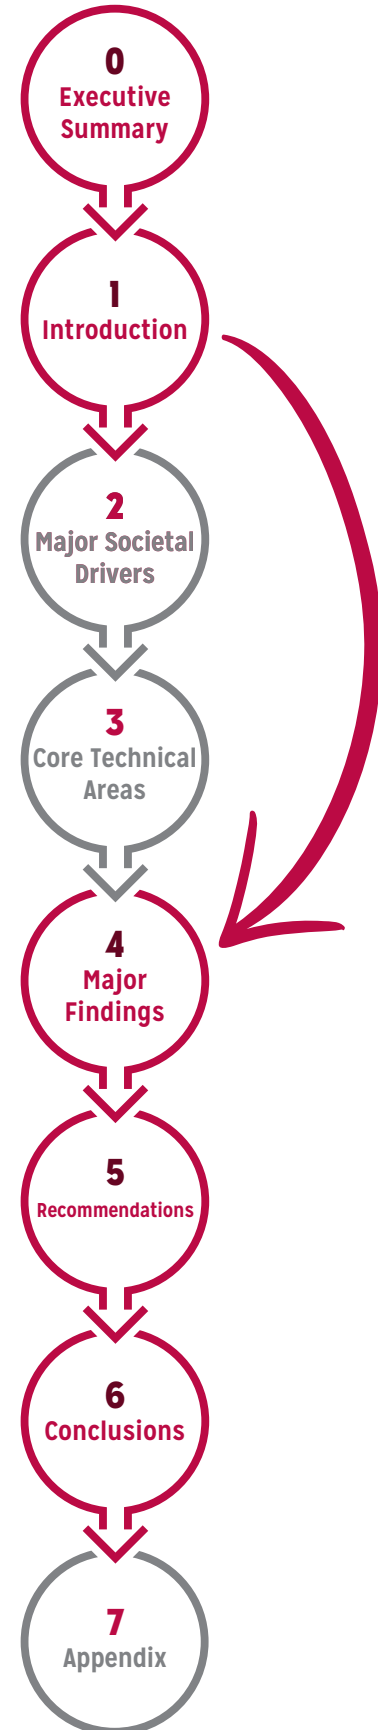 0
Executive
Summary
1
Introduction
2
Major Societal
Drivers
3
Core Technical
Areas
4
Major
Findings
5
Recommendations
6
Conclusions
7
Appendix